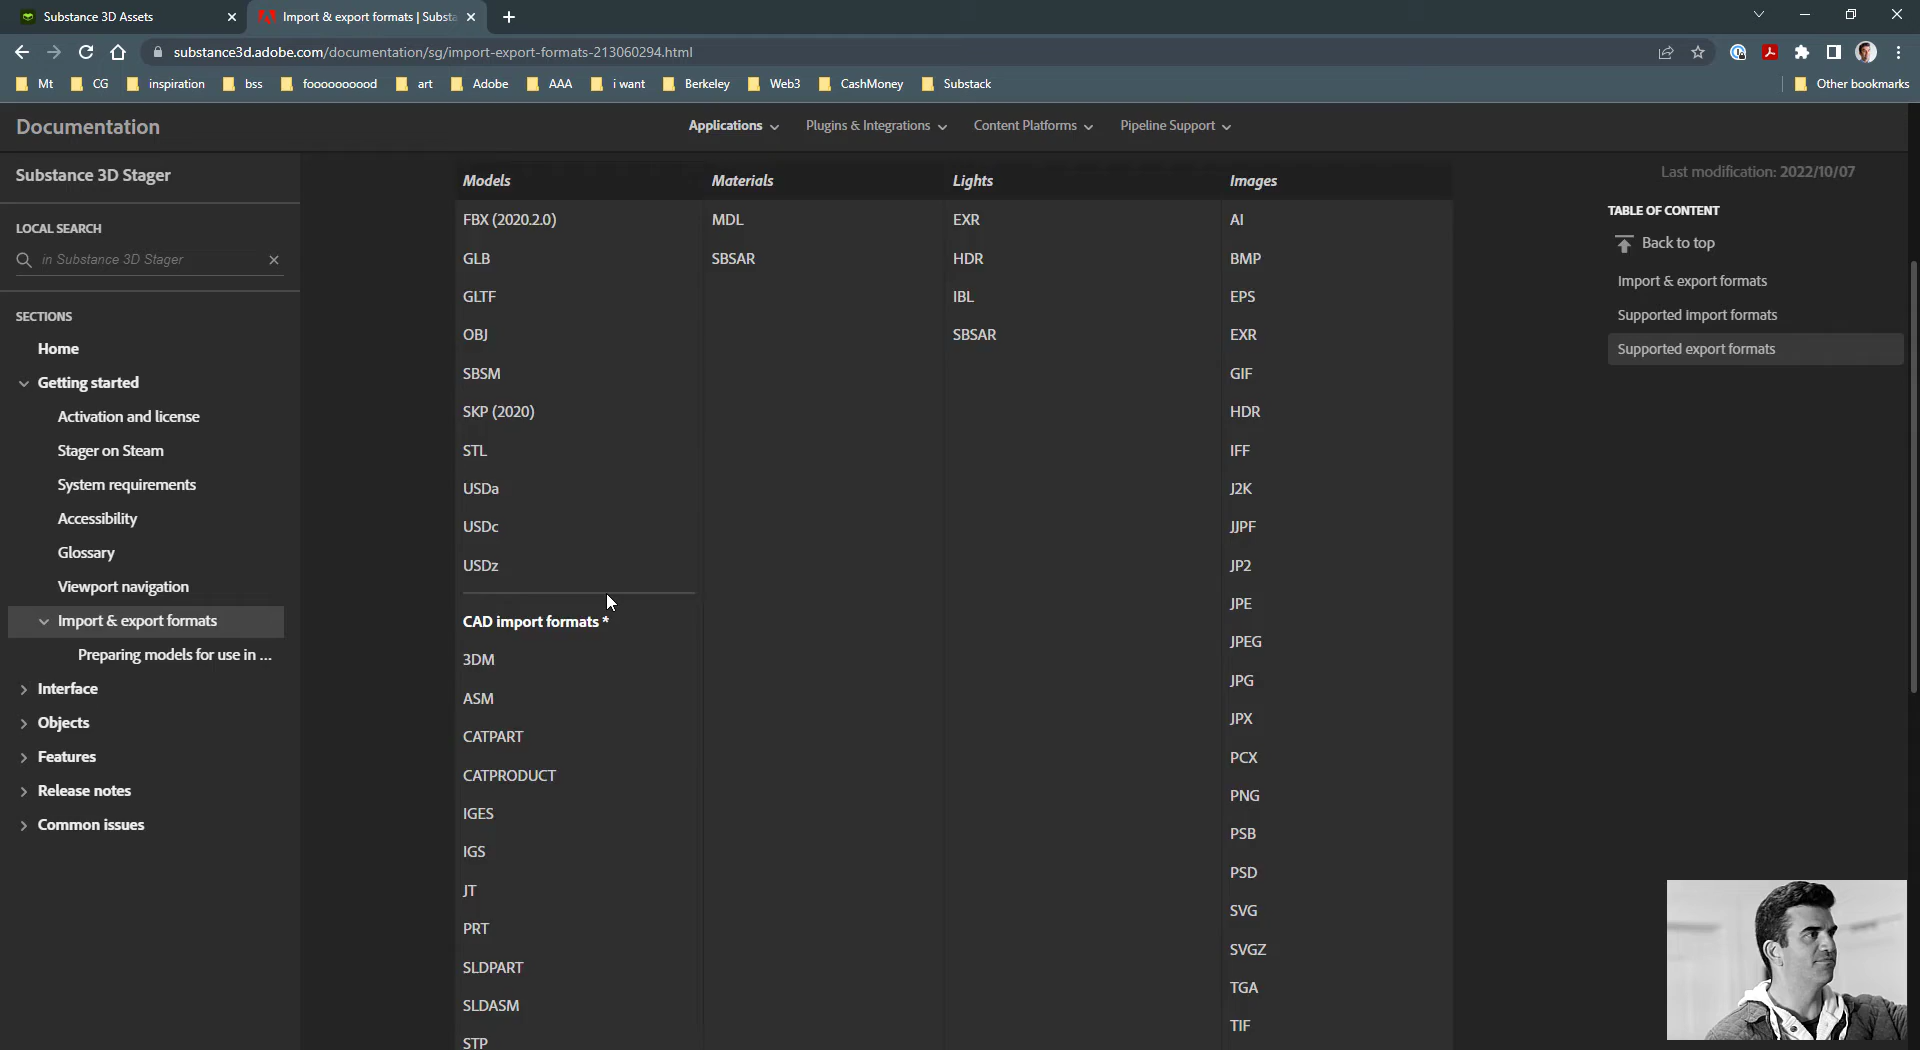 Substance 3D Assets
Import & export formats | Substa
substance3d.adobe.com/documentation/sg/import-export-formats-213060294.html
Mt
CG
inspiration
bss
foooooooood
art
Adobe
AAA
i want
Berkeley
Web3
CashMoney
Substack
Other bookmarks
Documentation
Applications
Plugins & Integrations
Content Platforms
Pipeline Support
Substance 3D Stager
LOCAL SEARCH
in Substance 3D Stager
SECTIONS
Home
Getting started
Activation and license
Stager on Steam
System requirements
Accessibility
Glossary
Viewport navigation
Import & export formats
Preparing models for use in ...
Interface
Objects
Features
Release notes
Common issues
Models
FBX (2020.2.0)
GLB
GLTF
OBJ
SBSM
SKP (2020)
STL
USDa
USDc
USDz
CAD import formats *
3DM
ASM
CATPART
CATPRODUCT
IGES
IGS
JT
PRT
SLDPART
SLDASM
STP
Materials
MDL
SBSAR
Lights
EXR
HDR
IBL
SBSAR
Images
AI
BMP
EPS
EXR
GIF
HDR
IFF
J2K
JJPF
JP2
JPE
JPEG
JPG
JPX
PCX
PNG
PSB
PSD
SVG
SVGZ
TGA
TIF
Last modification: 2022/10/07
TABLE OF CONTENT
Back to top
Import & export formats
Supported Import formats
Supported export formats